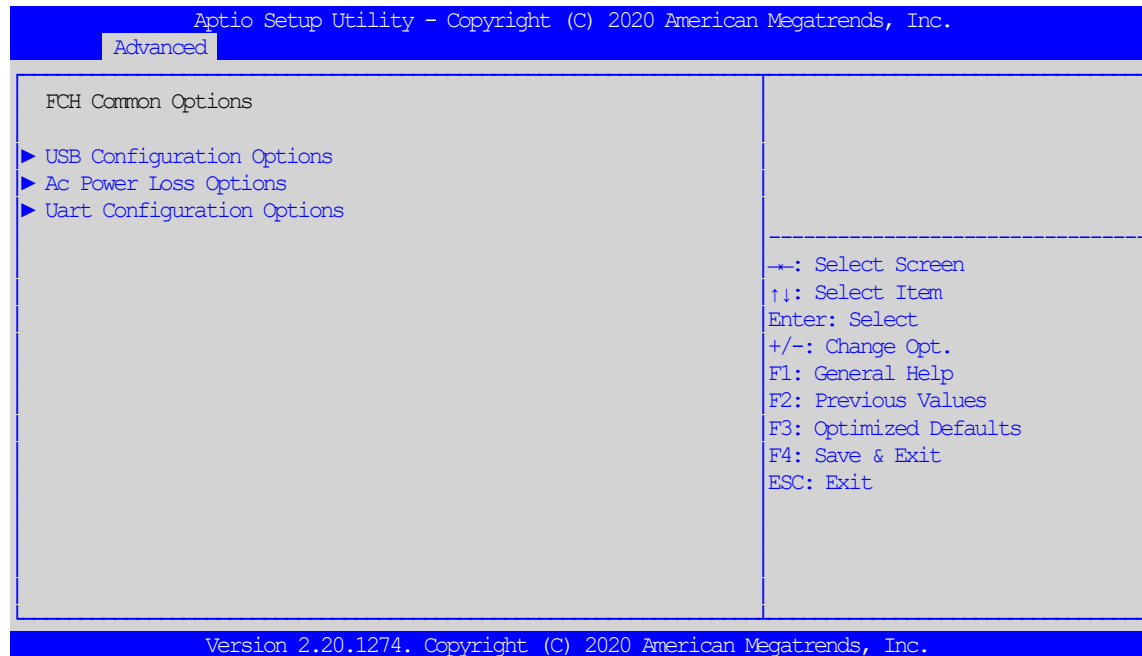 Aptio Setup Utility - Copyright (C) 2020 American Megatrends, Inc.
Advanced
FCH Common Options
► USB Configuration Options
► Ac Power Loss Options
► Uart Configuration Options
→←: Select Screen
↑↓: Select Item
Enter: Select
+/-: Change Opt.
F1: General Help
F2: Previous Values
F3: Optimized Defaults
F4: Save & Exit
ESC: Exit
Version 2.20.1274. Copyright (C) 2020 American Megatrends, Inc.